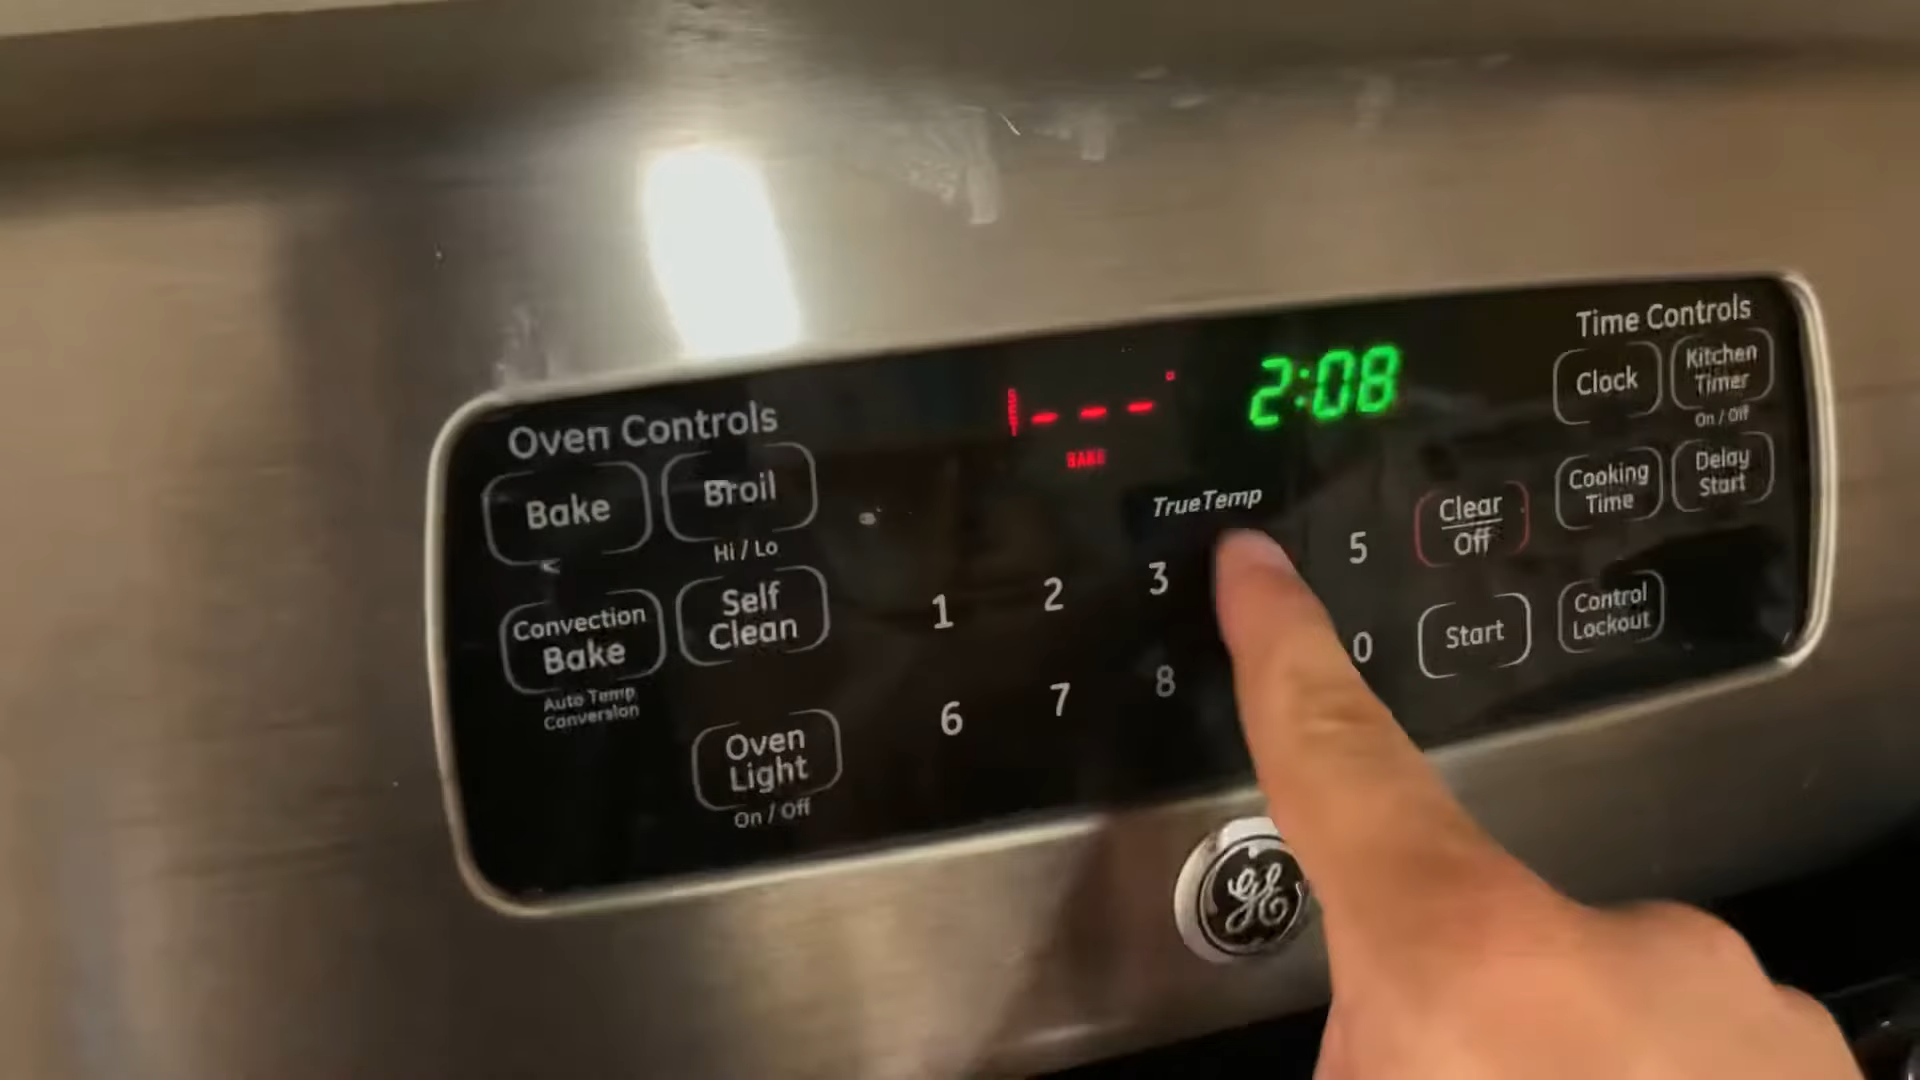 Oven Controls
Bake
Broil
Hi / Lo
Convection
Bake
Auto Temp
Conversion
Self
Clean
Oven
Light
On / Off
SET
- - - °
BAKE
2:08
TrueTemp
1 2 3 5
6 7 8 0
Clear
Off
Start
Time Controls
Clock
Kitchen
Timer
On / Off
Cooking
Time
Delay
Start
Control
Lockout
GE